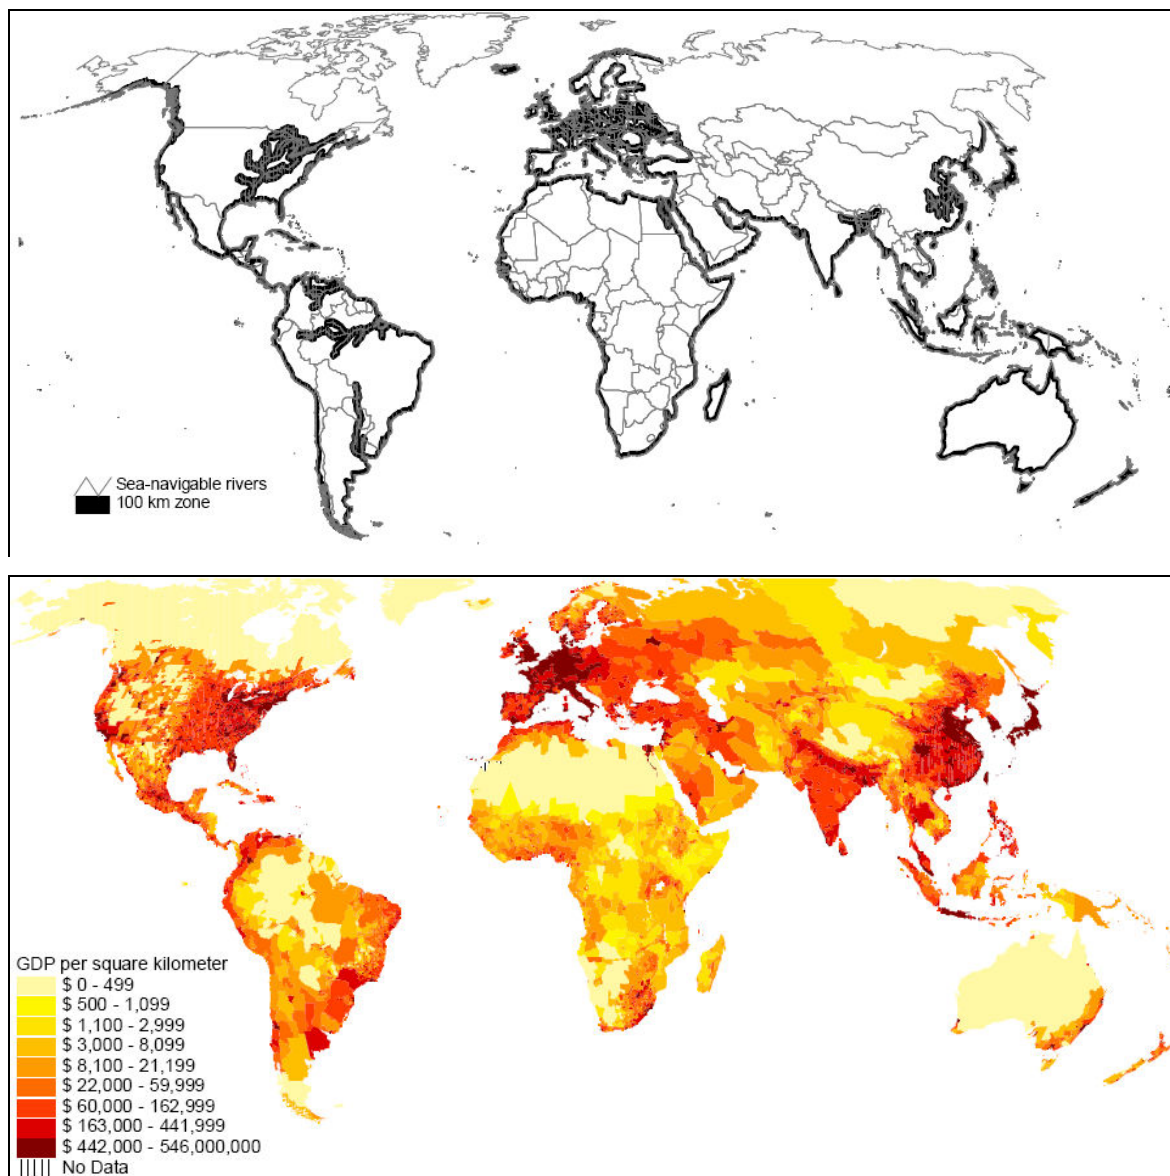 Sea-navigable rivers
100 km zone
GDP per square kilometer
$ 0 - 499
$ 500 - 1,099
$ 1,100 - 2,999
$ 3,000 - 8,099
$ 8,100 - 21,199
$ 22,000 - 59,999
$ 60,000 - 162,999
$ 163,000 - 441,999
$ 442,000 - 546,000,000
No Data